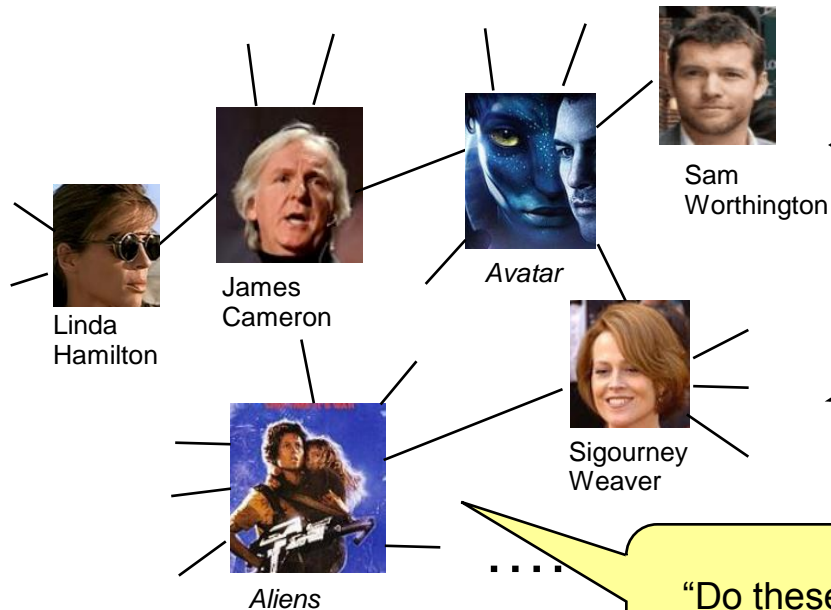 Sam
Worthington
James
Cameron
Avatar
Linda
Hamilton
Sigourney
Weaver
Aliens
....
“Do these